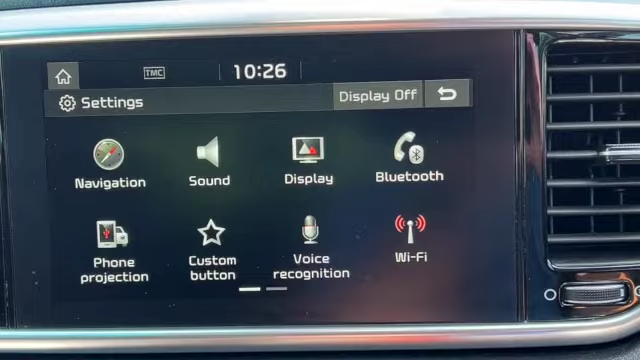 TMC 10:26
Settings Display Off
Navigation Sound Display Bluetooth
Phone projection
Custom button
Voice recognition
Wi-Fi